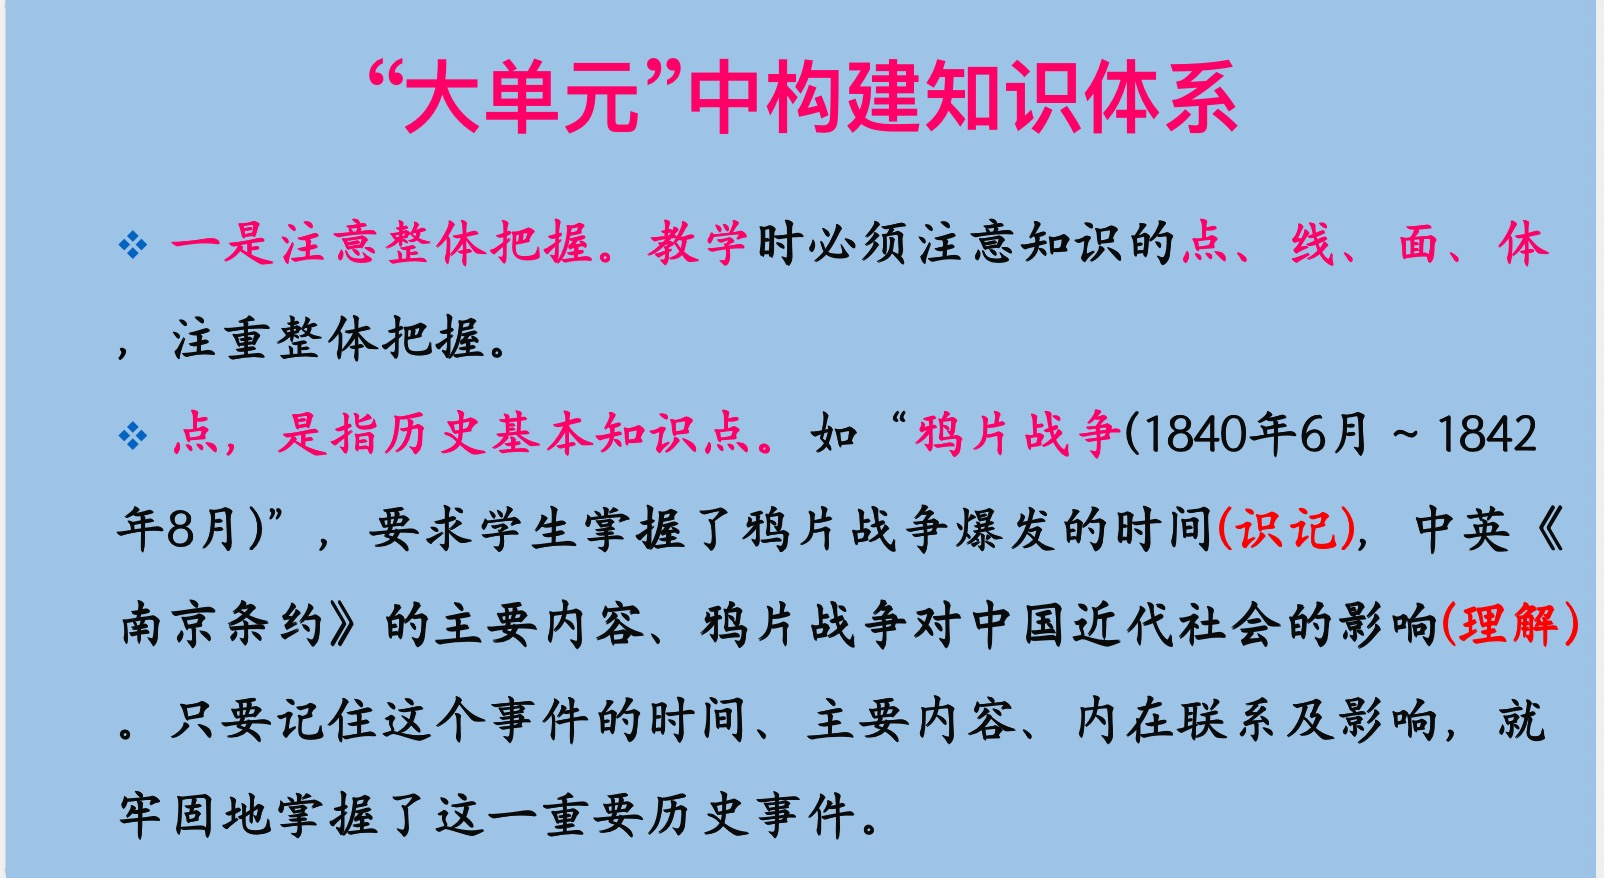 “大单元”中构建知识体系
一是注意整体把握。教学时必须注意知识的点、线、面、体
，注重整体把握。
点，是指历史基本知识点。如“鸦片战争(1840年6月～1842
年8月)”，要求学生掌握了鸦片战争爆发的时间(识记)，中英《
南京条约》的主要内容、鸦片战争对中国近代社会的影响(理解)
。只要记住这个事件的时间、主要内容、内在联系及影响，就
牢固地掌握了这一重要历史事件。